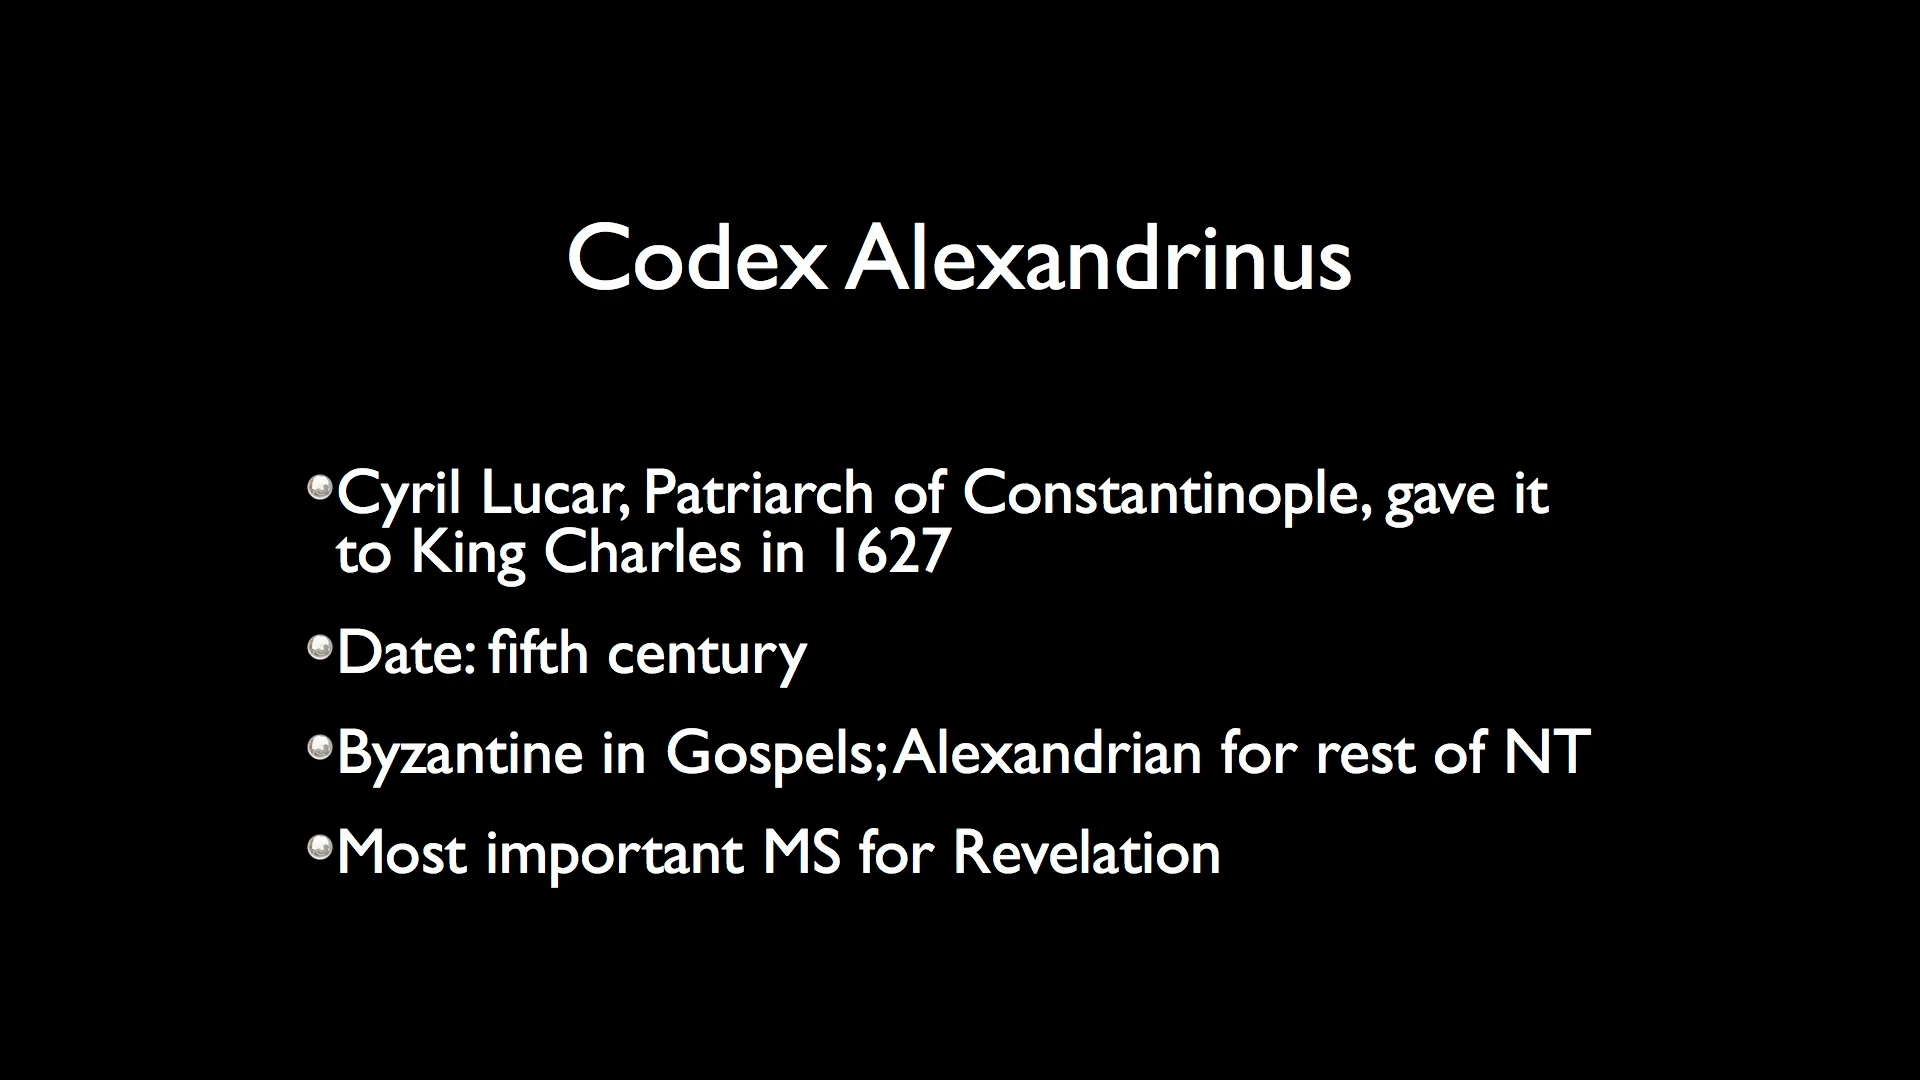 Codex Alexandrinus
Cyril Lucar, Patriarch of Constantinople, gave it
to King Charles in 1627
Date: fifth century
Byzantine in Gospels; Alexandrian for rest of NT
Most important MS for Revelation